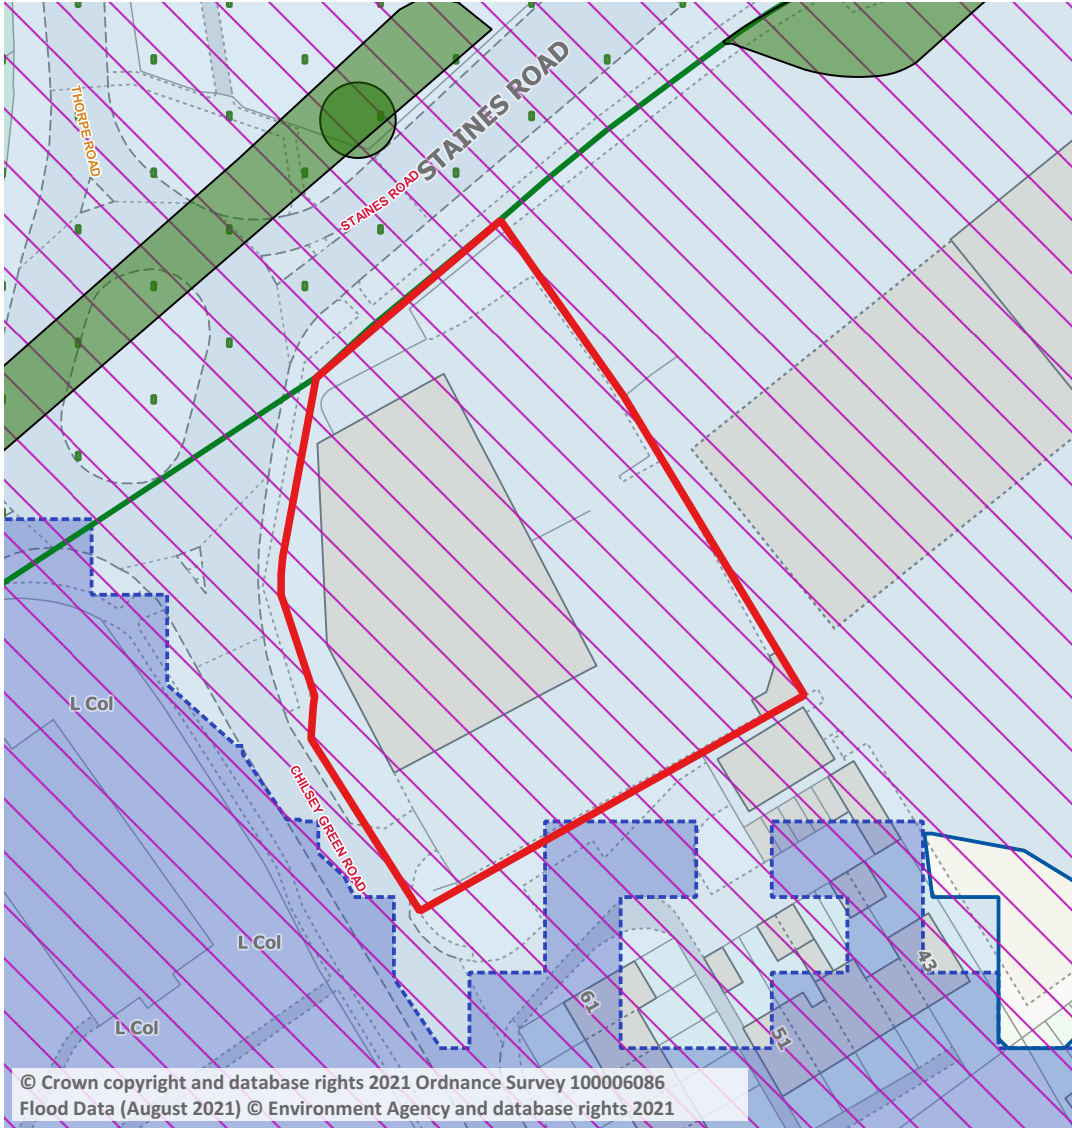 THORPE ROAD
STAINES ROAD
STAINES ROAD
L Col
CHILSEY GREEN ROAD
L Col
43
61
L Col
51
© Crown copyright and database rights 2021 Ordnance Survey 100006086
Flood Data (August 2021) © Environment Agency and database rights 2021